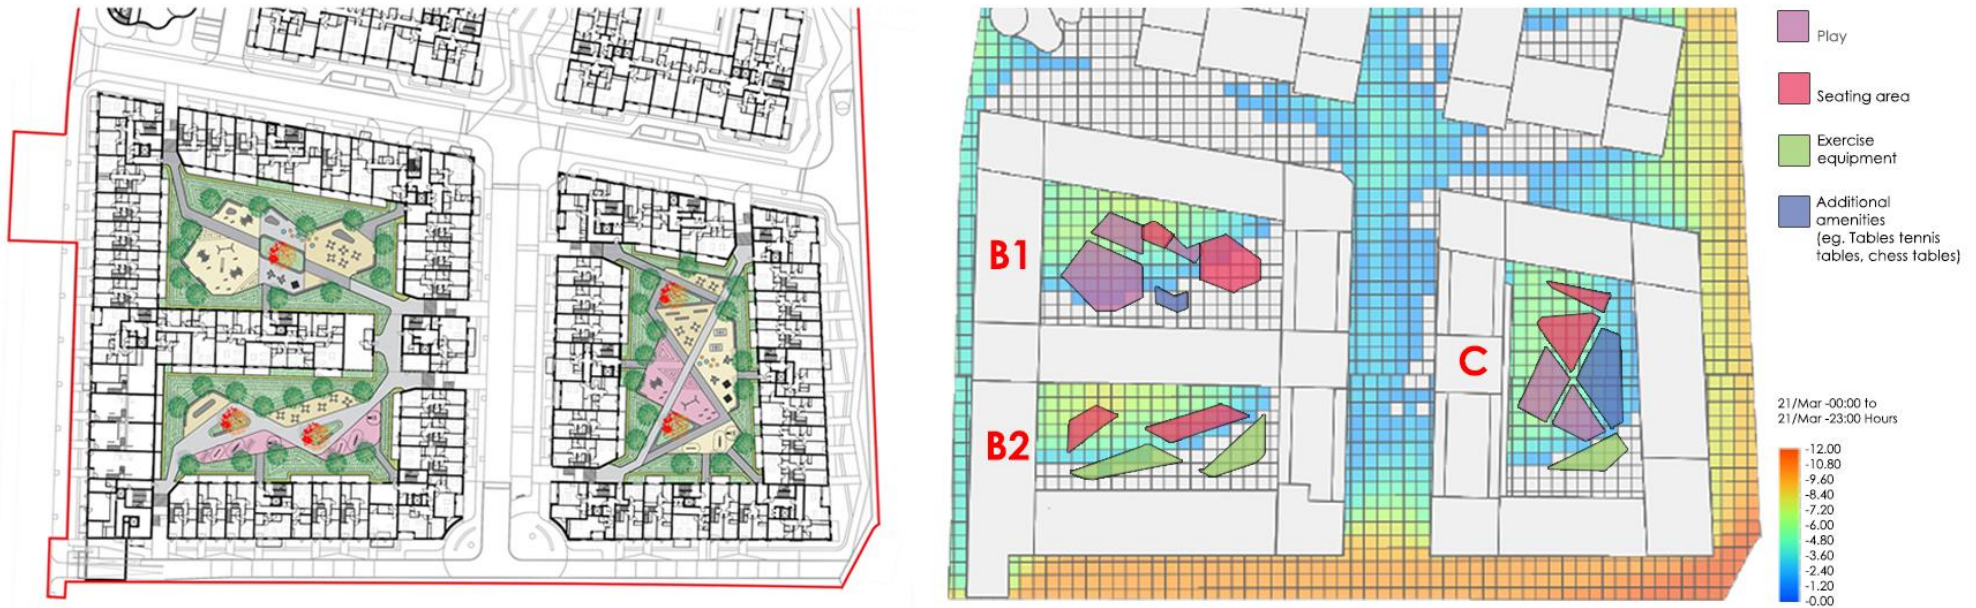 B1
B2
C
Play
Seating area
Exercise
equipment
Additional
amenities
(eg. Tables tennis
tables, chess tables)
21/Mar -00:00 to
21/Mar -23:00 Hours
-12.00
-10.80
-9.60
-8.40
-7.20
-6.00
-4.80
-3.60
-2.40
-1.20
-0.00